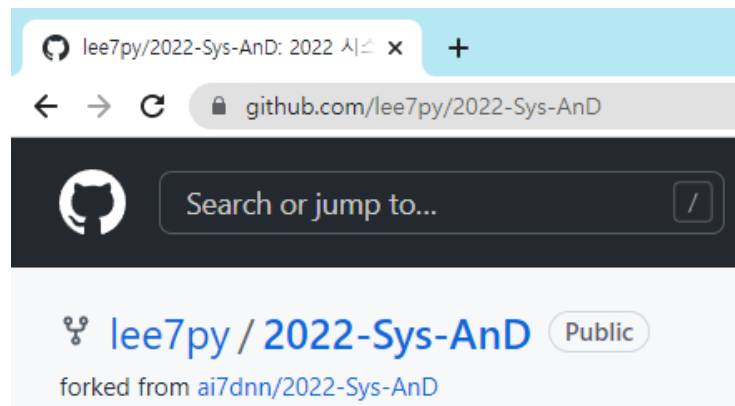 lee7py/2022-Sys-AnD: 2022 시스
github.com/lee7py/2022-Sys-AnD
Search or jump to... /
lee7py / 2022-Sys-AnD Public
forked from ai7dnn/2022-Sys-AnD